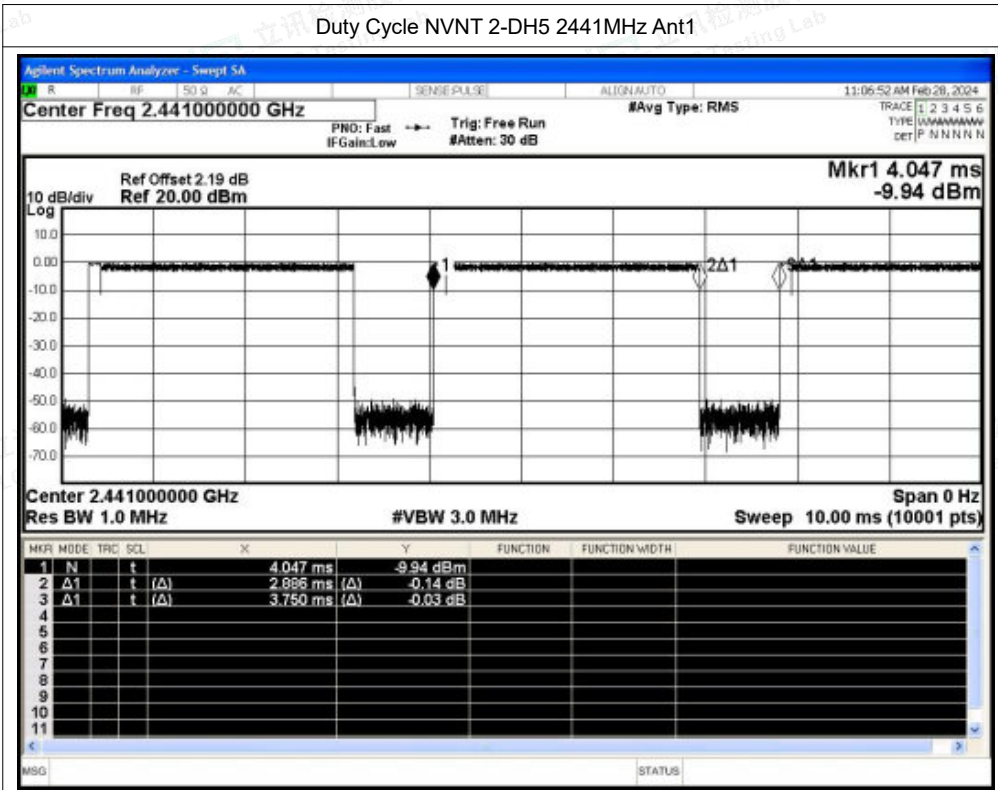 Duty Cycle NVNT 2-DH5 2441MHz Ant1
Agilent Spectrum Analyzer - Swept SA
R RF 50 Ω AC SENSE:PULSE ALIGNAUTO 11:06:52 AM Feb 28, 2024
Center Freq 2.441000000 GHz #Avg Type: RMS TRACE 1 2 3 4 5 6
PNO: Fast Trig: Free Run TYPE
IFGain:Low #Atten: 30 dB DET P N N N N N
Mkr1 4.047 ms
Ref Offset 2.19 dB
10 dB/div Ref 20.00 dBm -9.94 dBm
Log
10.0
0.00
1 2Δ1 3Δ1
-10.0
-20.0
-30.0
-40.0
-50.0
-60.0
-70.0
Center 2.441000000 GHz Span 0 Hz
Res BW 1.0 MHz #VBW 3.0 MHz Sweep 10.00 ms (10001 pts)
MKR MODE TRC SCL X Y FUNCTION FUNCTION WIDTH FUNCTION VALUE
1 N t 4.047 ms -9.94 dBm
2 Δ1 t (Δ) 2.886 ms (Δ) -0.14 dB
3 Δ1 t (Δ) 3.750 ms (Δ) -0.03 dB
4
5
6
7
8
9
10
11
MSG STATUS